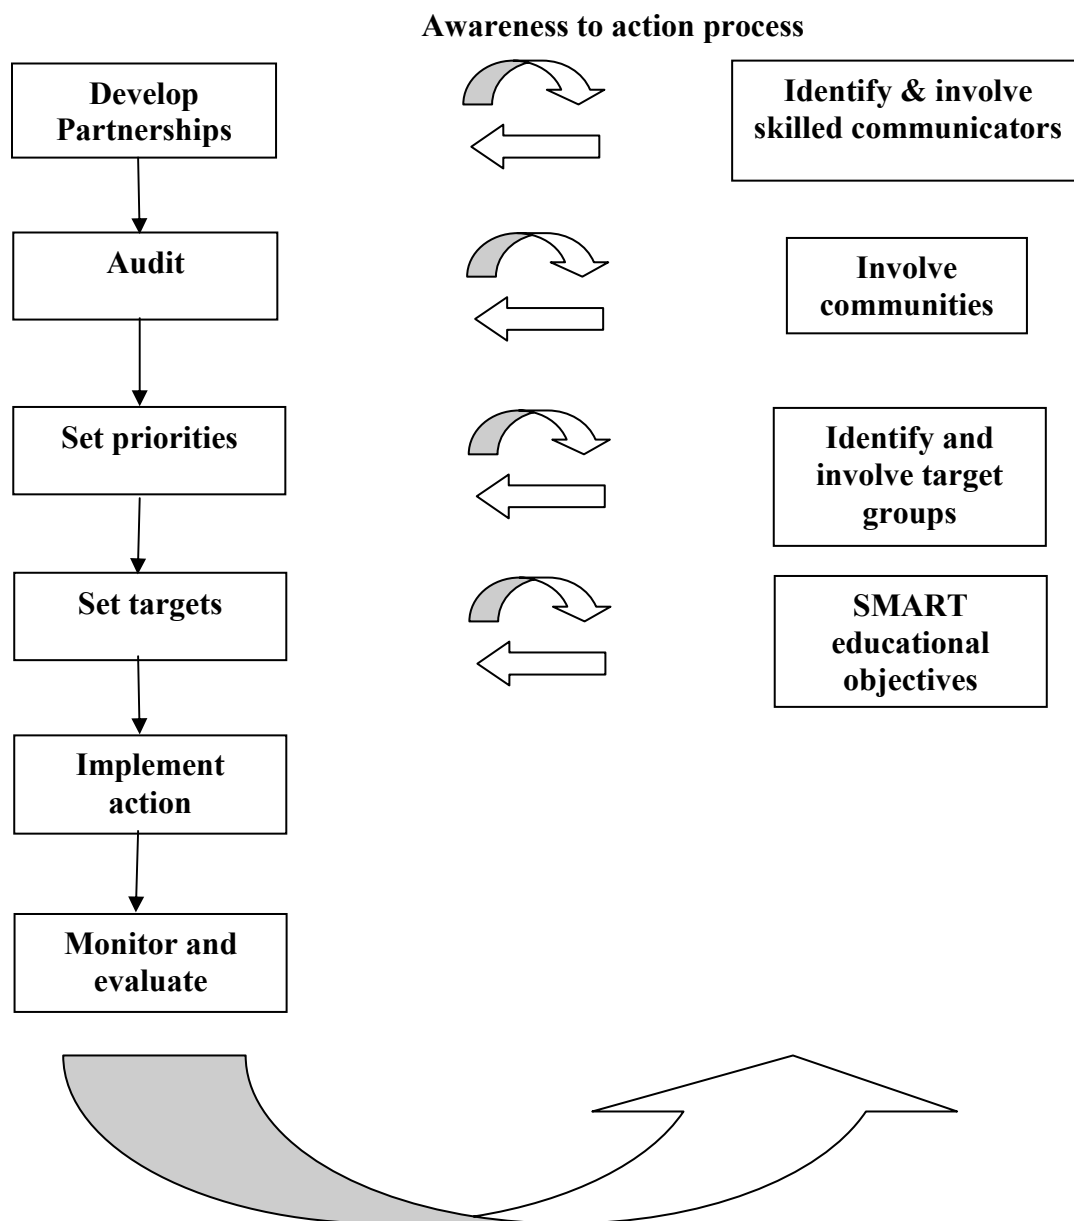 Awareness to action process
Develop
Partnerships
Identify & involve
skilled communicators
Audit
Involve
communities
Set priorities
Identify and
involve target
groups
Set targets
SMART
educational
objectives
Implement
action
Monitor and
evaluate